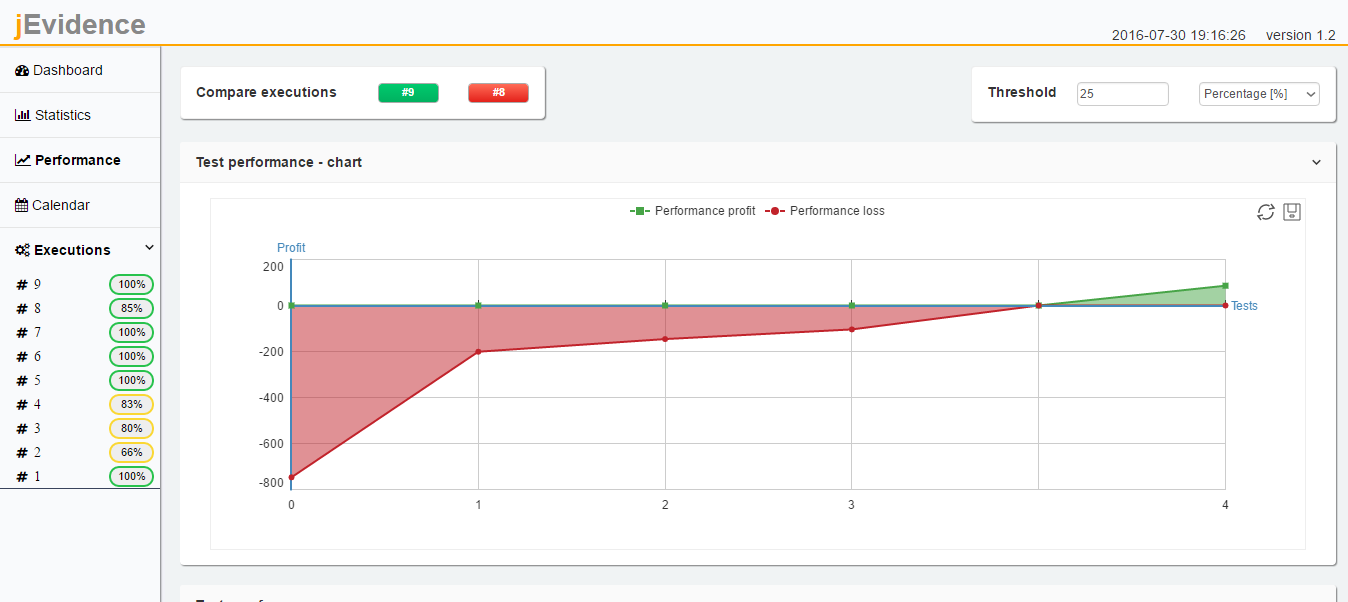 jEvidence
2016-07-30 19:16:26 version 1.2
Dashboard
Statistics
Performance
Calendar
Executions
# 9 100%
# 8 85%
# 7 100%
# 6 100%
# 5 100%
# 4 83%
# 3 80%
# 2 66%
# 1 100%
Compare executions #9 #8
Threshold 25 Percentage [%]
Test performance - chart
Performance profit Performance loss
Profit
200
0
-200
-400
-600
-800
Tests
0 1 2 3 4